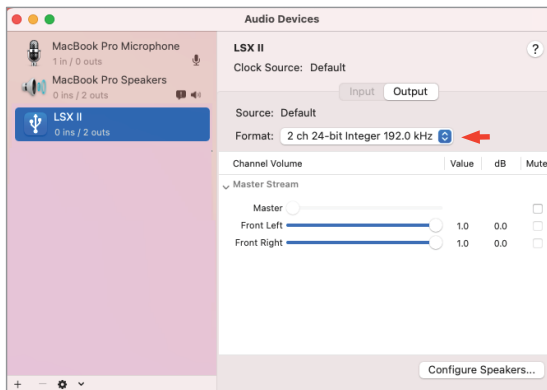 Audio Devices
MacBook Pro Microphone
1 in / 0 outs
MacBook Pro Speakers
0 ins / 2 outs
LSX II
0 ins / 2 outs
LSX II
?
Clock Source: Default
Input Output
Source: Default
Format: 2 ch 24-bit Integer 192.0 kHz
Channel Volume Value dB Mute
Master Stream
Master
Front Left 1.0 0.0
Front Right 1.0 0.0
Configure Speakers...